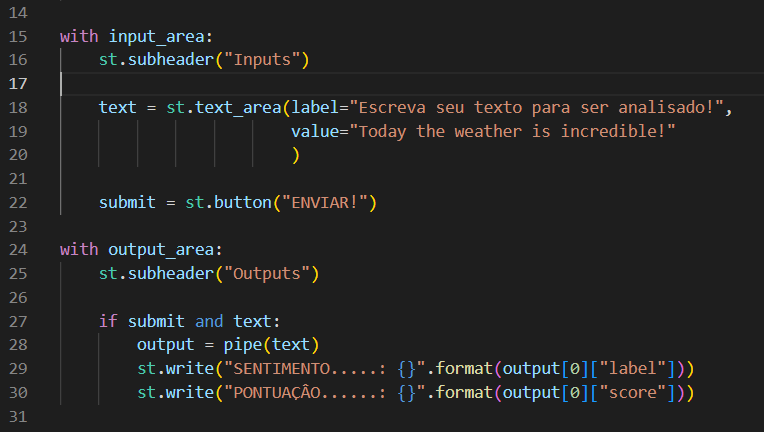 14
15 with input_area:
16     st.subheader("Inputs")
17
18     text = st.text_area(label="Escreva seu texto para ser analisado!",
19                         value="Today the weather is incredible!"
20                         )
21
22     submit = st.button("ENVIAR!")
23
24 with output_area:
25     st.subheader("Outputs")
26
27     if submit and text:
28         output = pipe(text)
29         st.write("SENTIMENTO.....: {}".format(output[0]["label"]))
30         st.write("PONTUAÇÂO......: {}".format(output[0]["score"]))
31